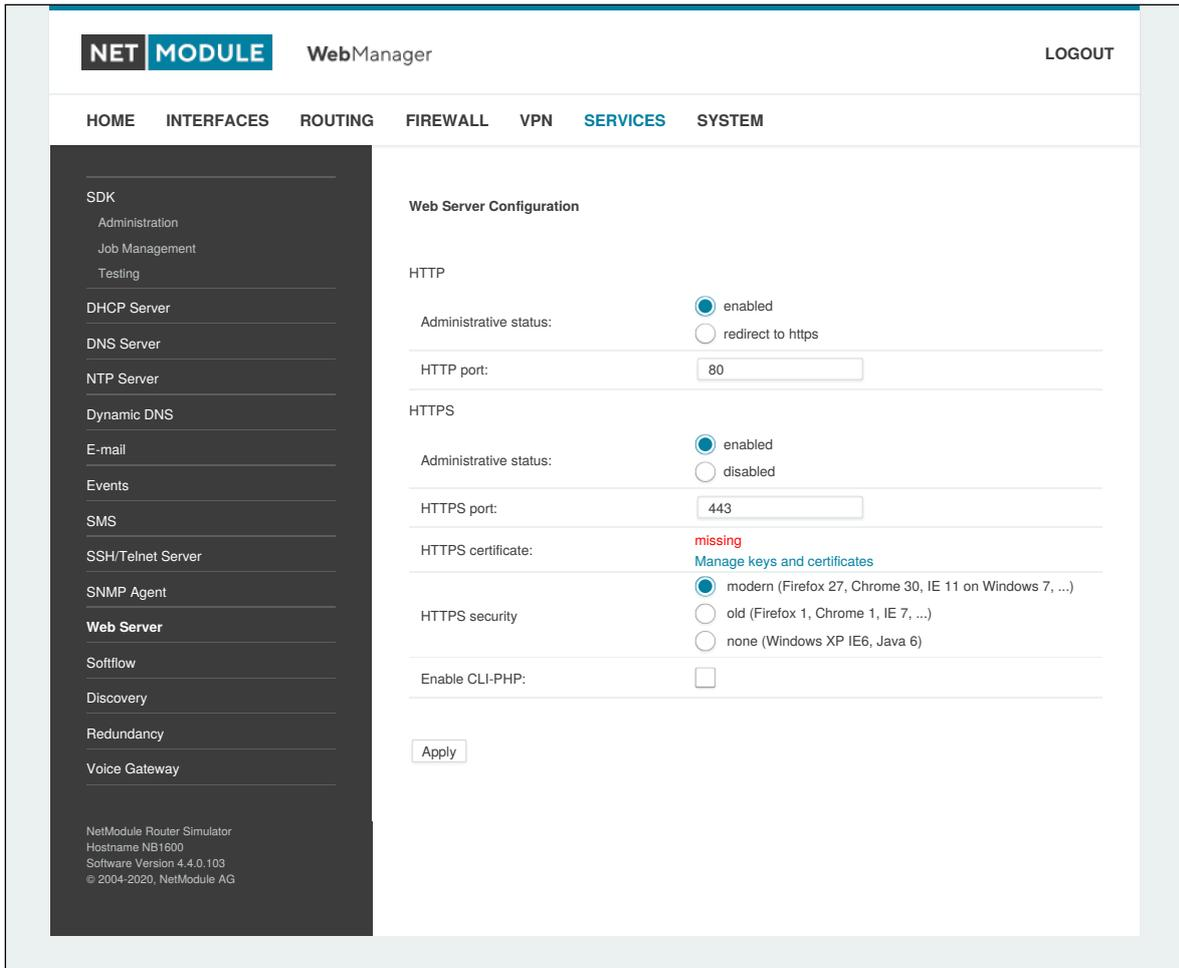 NET MODULE WebManager LOGOUT
HOME INTERFACES ROUTING FIREWALL VPN SERVICES SYSTEM
SDK
Administration
Job Management
Testing
DHCP Server
DNS Server
NTP Server
Dynamic DNS
E-mail
Events
SMS
SSH/Telnet Server
SNMP Agent
Web Server
Softflow
Discovery
Redundancy
Voice Gateway
NetModule Router Simulator
Hostname NB1600
Software Version 4.4.0.103
© 2004-2020, NetModule AG
Web Server Configuration
HTTP
Administrative status:
enabled
redirect to https
HTTP port: 80
HTTPS
Administrative status:
enabled
disabled
HTTPS port: 443
HTTPS certificate:
missing
Manage keys and certificates
HTTPS security
modern (Firefox 27, Chrome 30, IE 11 on Windows 7, ...)
old (Firefox 1, Chrome 1, IE 7, ...)
none (Windows XP IE6, Java 6)
Enable CLI-PHP:
Apply